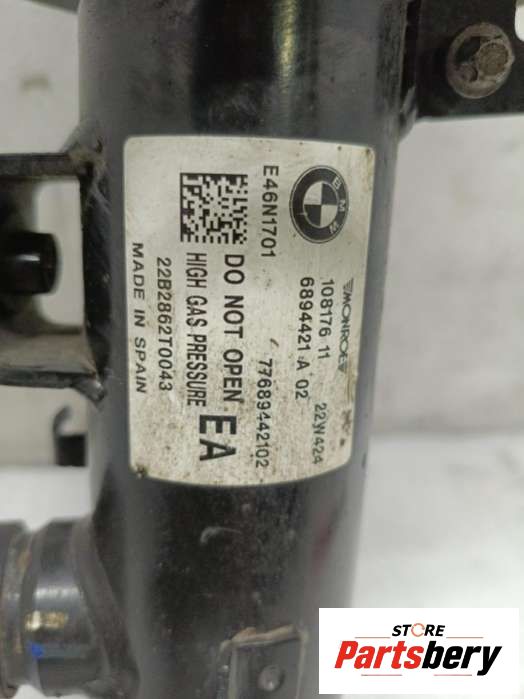 BMW
MONROE
108176 11
6894421 A 02
22W424
E46N1701
77689442102
DO NOT OPEN
HIGH GAS PRESSURE
EA
22B2862T0043
MADE IN SPAIN
STORE
Partsbery